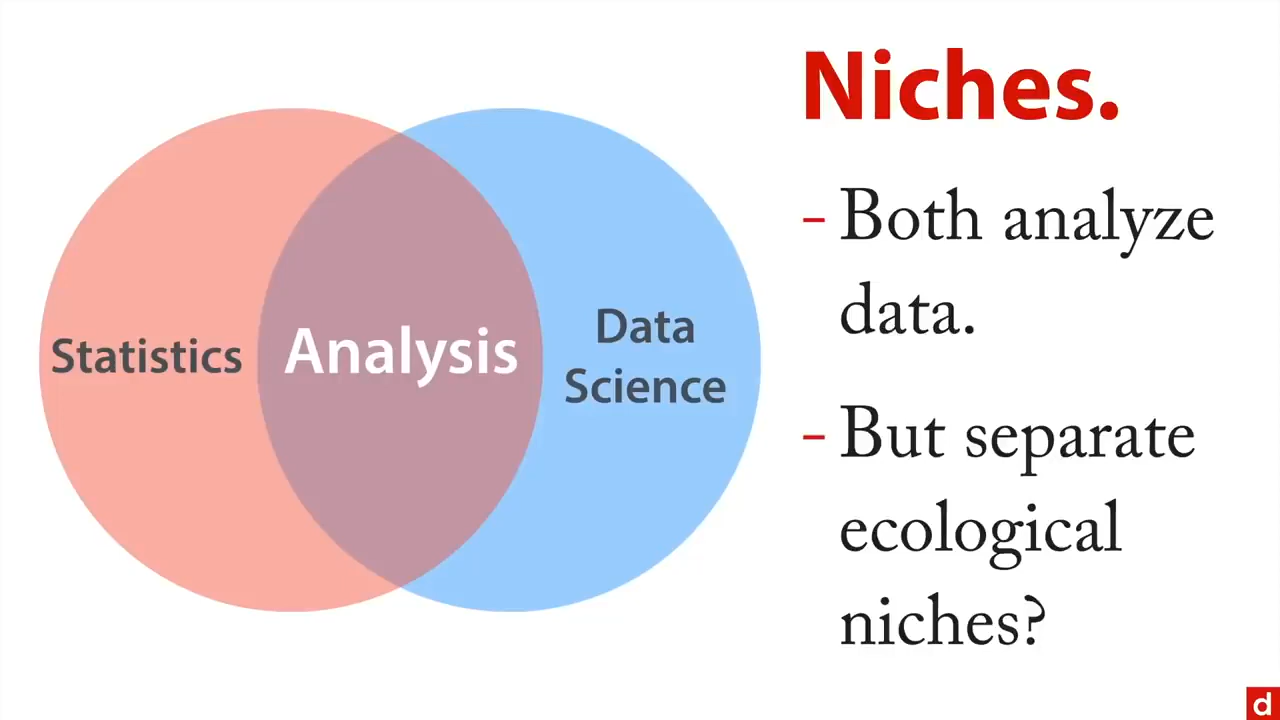 Niches.
- Both analyze
data.
- But separate
ecological
niches?
Statistics
Analysis
Data
Science
d